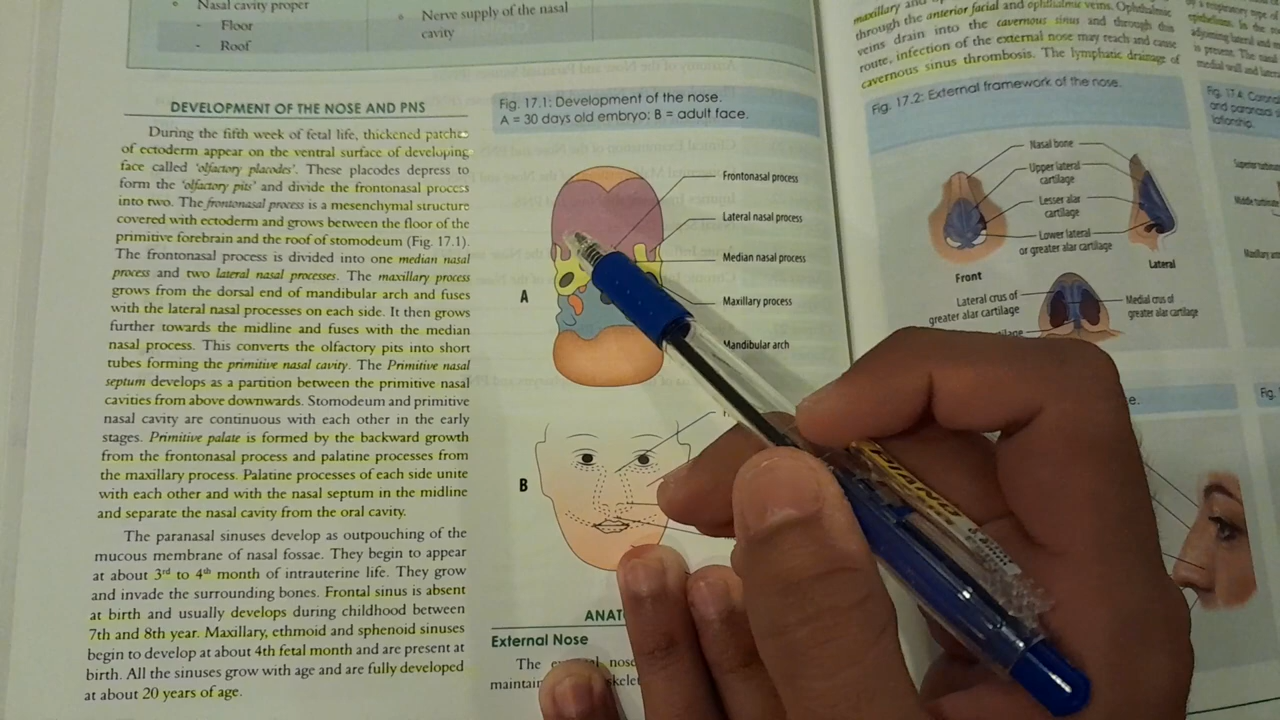 Nasal cavity proper
- Floor
- Roof
Nerve supply of the nasal
cavity
DEVELOPMENT OF THE NOSE AND PNS
During the fifth week of fetal life, thickened patches
of ectoderm appear on the ventral surface of developing
face called 'olfactory placodes'. These placodes depress to
form the 'olfactory pits' and divide the frontonasal process
into two. The frontonasal process is a mesenchymal structure
covered with ectoderm and grows between the floor of the
primitive forebrain and the roof of stomodeum (Fig. 17.1).
The frontonasal process is divided into one median nasal
process and two lateral nasal processes. The maxillary process
grows from the dorsal end of mandibular arch and fuses
with the lateral nasal processes on each side. It then grows
further towards the midline and fuses with the median
nasal process. This converts the olfactory pits into short
tubes forming the primitive nasal cavity. The Primitive nasal
septum develops as a partition between the primitive nasal
cavities from above downwards. Stomodeum and primitive
nasal cavity are continuous with each other in the early
stages. Primitive palate is formed by the backward growth
from the frontonasal process and palatine processes from
the maxillary process. Palatine processes of each side unite
with each other and with the nasal septum in the midline
and separate the nasal cavity from the oral cavity.
The paranasal sinuses develop as outpouching of the
mucous membrane of nasal fossae. They begin to appear
at about 3rd to 4th month of intrauterine life. They grow
and invade the surrounding bones. Frontal sinus is absent
at birth and usually develops during childhood between
7th and 8th year. Maxillary, ethmoid and sphenoid sinuses
begin to develop at about 4th fetal month and are present at
birth. All the sinuses grow with age and are fully developed
at about 20 years of age.
Fig. 17.1: Development of the nose.
A = 30 days old embryo; B = adult face.
Frontonasal process
Lateral nasal process
Median nasal process
Maxillary process
Mandibular arch
A
B
External Nose
The nose
maintain
maxillary and
through the anterior facial and ophthalmic veins. Ophthalmic
veins drain into the cavernous sinus and through this
route, infection of the external nose may reach and cause
cavernous sinus thrombosis. The lymphatic drainage of
Fig. 17.2: External framework of the nose.
Nasal bone
Upper lateral
cartilage
Lesser alar
cartilage
Lower lateral
or greater alar cartilage
Front
Lateral
Lateral crus of
greater alar cartilage
Medial crus of
greater alar cartilage
Fig. 17.4:
and paranasal
Fig.